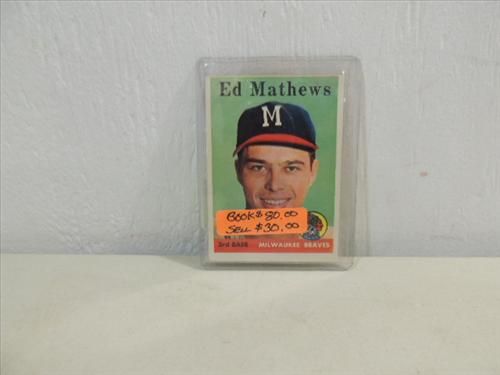 Ed Mathews
M
BOOK $80.00
SELL $30.00
3rd BASE MILWAUKEE BRAVES